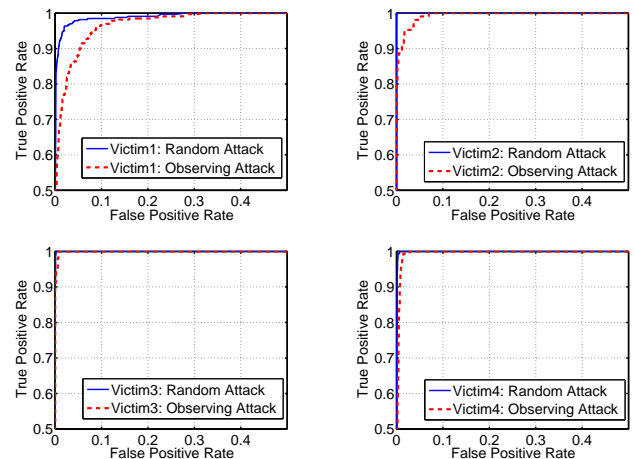 1
0.9
0.8
0.7
0.6
0.5
True Positive Rate
Victim1: Random Attack
Victim1: Observing Attack
0 0.1 0.2 0.3 0.4
False Positive Rate
1
0.9
0.8
0.7
0.6
0.5
True Positive Rate
Victim2: Random Attack
Victim2: Observing Attack
0 0.1 0.2 0.3 0.4
False Positive Rate
1
0.9
0.8
0.7
0.6
0.5
True Positive Rate
Victim3: Random Attack
Victim3: Observing Attack
0 0.1 0.2 0.3 0.4
False Positive Rate
1
0.9
0.8
0.7
0.6
0.5
True Positive Rate
Victim4: Random Attack
Victim4: Observing Attack
0 0.1 0.2 0.3 0.4
False Positive Rate